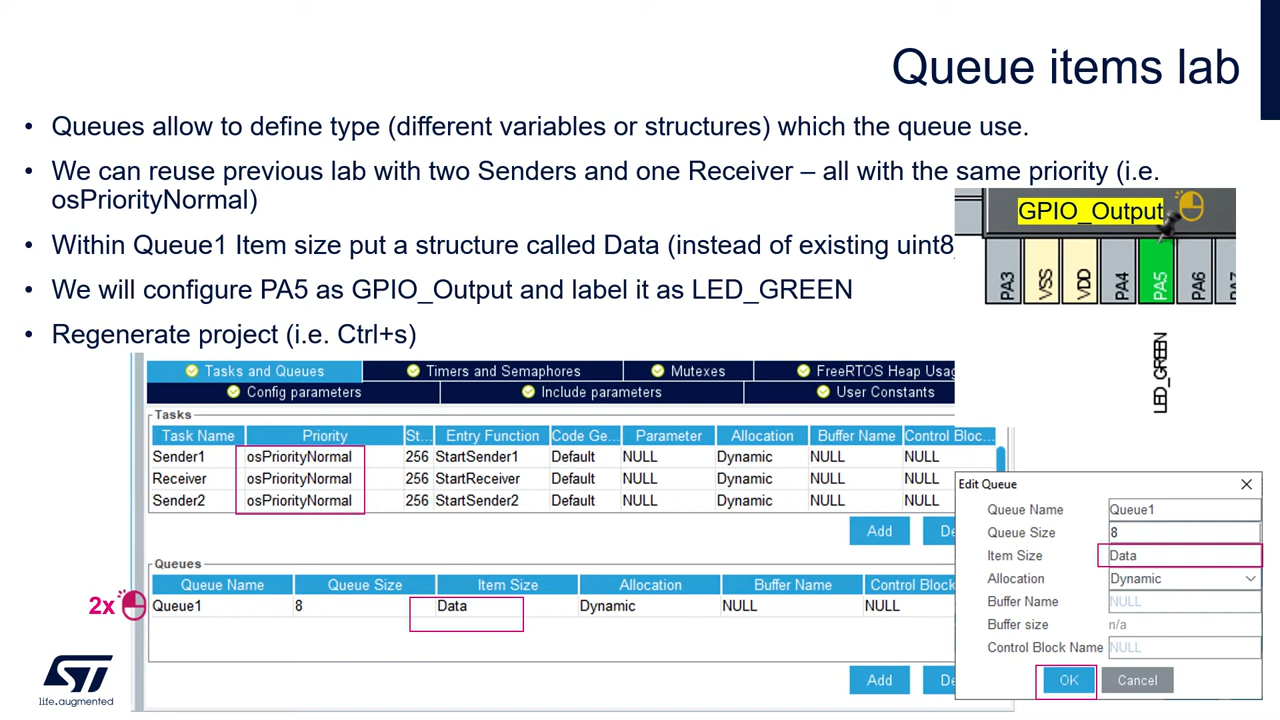 Queue items lab
• Queues allow to define type (different variables or structures) which the queue use.
• We can reuse previous lab with two Senders and one Receiver – all with the same priority (i.e.
osPriorityNormal)
• Within Queue1 Item size put a structure called Data (instead of existing uint8
• We will configure PA5 as GPIO_Output and label it as LED_GREEN
• Regenerate project (i.e. Ctrl+s)
GPIO_Output
PA3 VSS VDD PA4 PA5 PA6 PA7
LED_GREEN
Tasks and Queues Timers and Semaphores Mutexes FreeRTOS Heap Usag
Config parameters Include parameters User Constants
Tasks
Task Name Priority St... Entry Function Code Ge... Parameter Allocation Buffer Name Control Bloc...
Sender1 osPriorityNormal 256 StartSender1 Default NULL Dynamic NULL NULL
Receiver osPriorityNormal 256 StartReceiver Default NULL Dynamic NULL NULL
Sender2 osPriorityNormal 256 StartSender2 Default NULL Dynamic NULL NULL
Add De
Queues
Queue Name Queue Size Item Size Allocation Buffer Name Control Block
2x
Queue1 8 Data Dynamic NULL NULL
Add De
Edit Queue
Queue Name Queue1
Queue Size 8
Item Size Data
Allocation Dynamic
Buffer Name NULL
Buffer size n/a
Control Block Name NULL
OK Cancel
ST
life.augmented